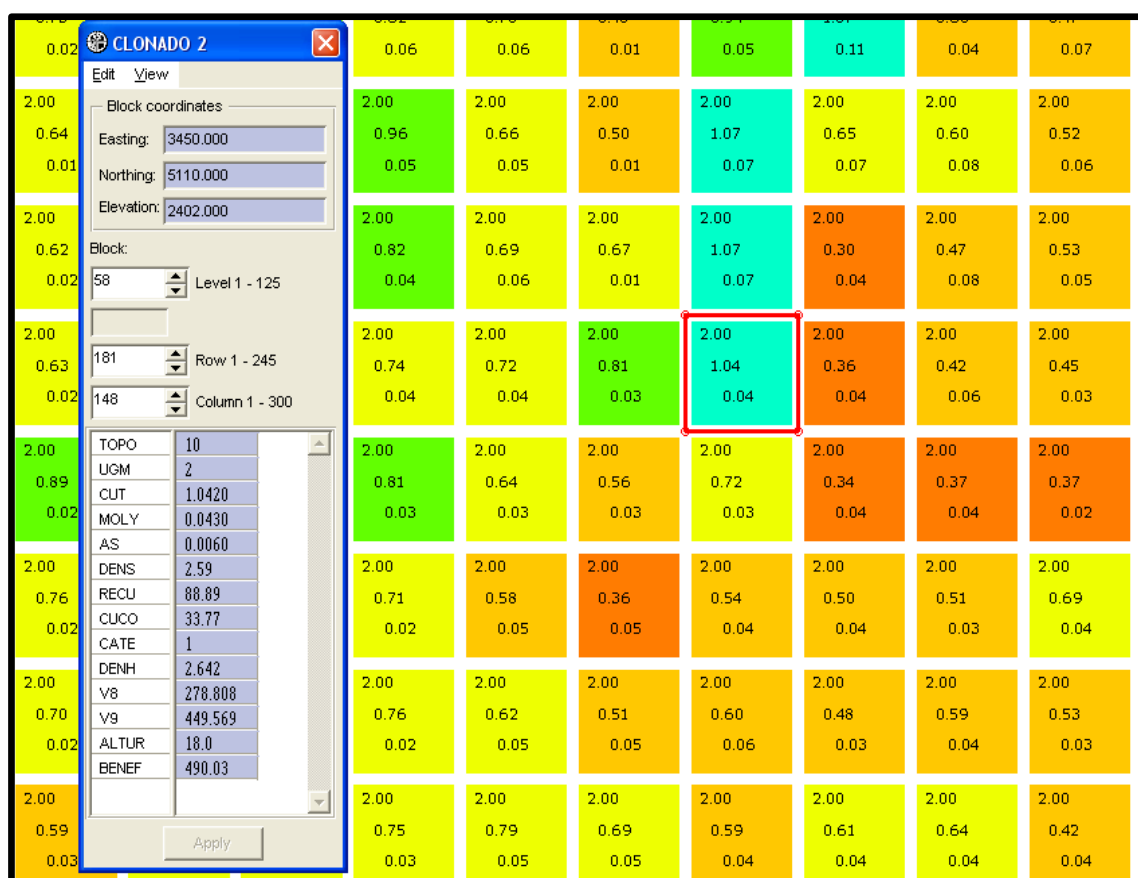 0.02 0.06 0.06 0.01 0.05 0.11 0.04 0.07
CLONADO 2
Edit View
Block coordinates
Easting: 3450.000
Northing: 5110.000
Elevation: 2402.000
Block:
58 Level 1 - 125
181 Row 1 - 245
148 Column 1 - 300
TOPO 10
UGM 2
CUT 1.0420
MOLY 0.0430
AS 0.0060
DENS 2.59
RECU 88.89
CUCO 33.77
CATE 1
DENH 2.642
V8 278.808
V9 449.569
ALTUR 18.0
BENEF 490.03
Apply
2.00 2.00 2.00 2.00 2.00 2.00 2.00 2.00
0.64 0.96 0.66 0.50 1.07 0.65 0.60 0.52
0.01 0.05 0.05 0.01 0.07 0.07 0.08 0.06
2.00 2.00 2.00 2.00 2.00 2.00 2.00 2.00
0.62 0.82 0.69 0.67 1.07 0.30 0.47 0.53
0.02 0.04 0.06 0.01 0.07 0.04 0.08 0.05
2.00 2.00 2.00 2.00 2.00 2.00 2.00 2.00
0.63 0.74 0.72 0.81 1.04 0.36 0.42 0.45
0.02 0.04 0.04 0.03 0.04 0.04 0.06 0.03
2.00 2.00 2.00 2.00 2.00 2.00 2.00 2.00
0.89 0.81 0.64 0.56 0.72 0.34 0.37 0.37
0.02 0.03 0.03 0.03 0.03 0.04 0.04 0.02
2.00 2.00 2.00 2.00 2.00 2.00 2.00 2.00
0.76 0.71 0.58 0.36 0.54 0.50 0.51 0.69
0.02 0.02 0.05 0.05 0.04 0.04 0.03 0.04
2.00 2.00 2.00 2.00 2.00 2.00 2.00 2.00
0.70 0.76 0.62 0.51 0.60 0.48 0.59 0.53
0.02 0.02 0.05 0.05 0.06 0.03 0.04 0.03
2.00 2.00 2.00 2.00 2.00 2.00 2.00 2.00
0.59 0.75 0.79 0.69 0.59 0.61 0.64 0.42
0.03 0.03 0.05 0.05 0.04 0.04 0.04 0.04